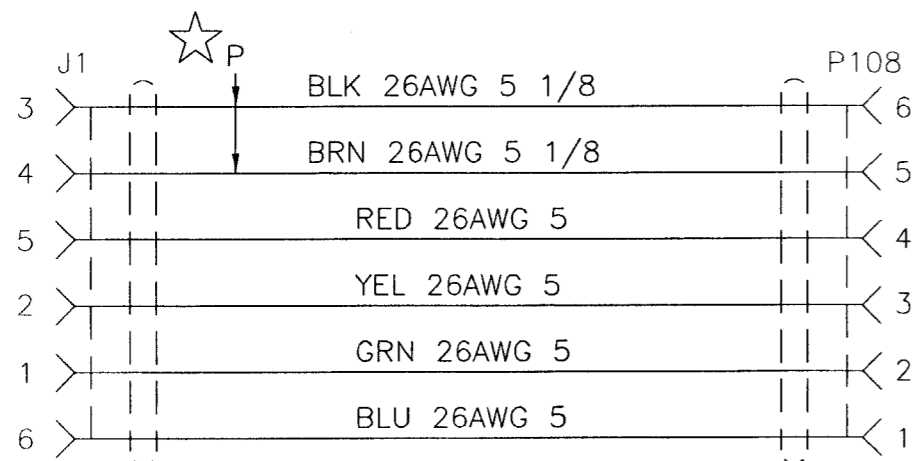 P
J1 P108
3 BLK 26AWG 5 1/8 6
4 BRN 26AWG 5 1/8 5
5 RED 26AWG 5 4
2 YEL 26AWG 5 3
1 GRN 26AWG 5 2
6 BLU 26AWG 5 1